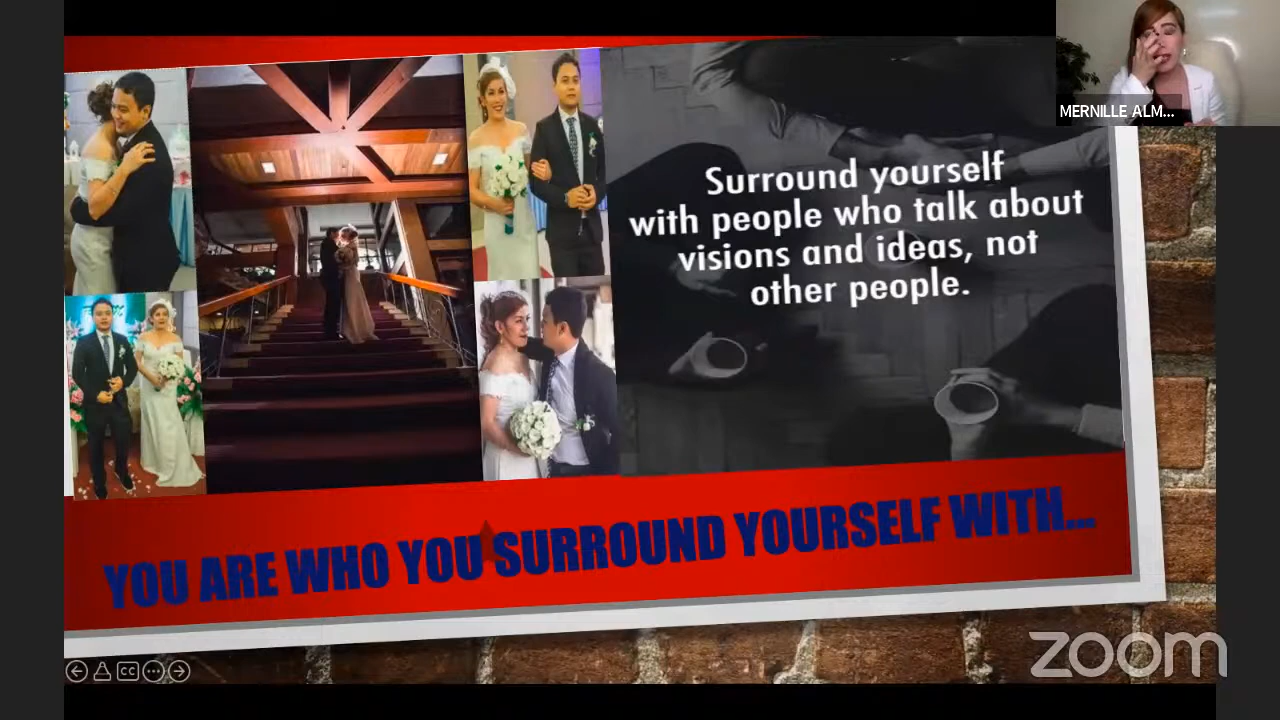 MERNILLE ALM...
Surround yourself
with people who talk about
visions and ideas, not
other people.
YOU ARE WHO YOU SURROUND YOURSELF WITH...
CC
zoom